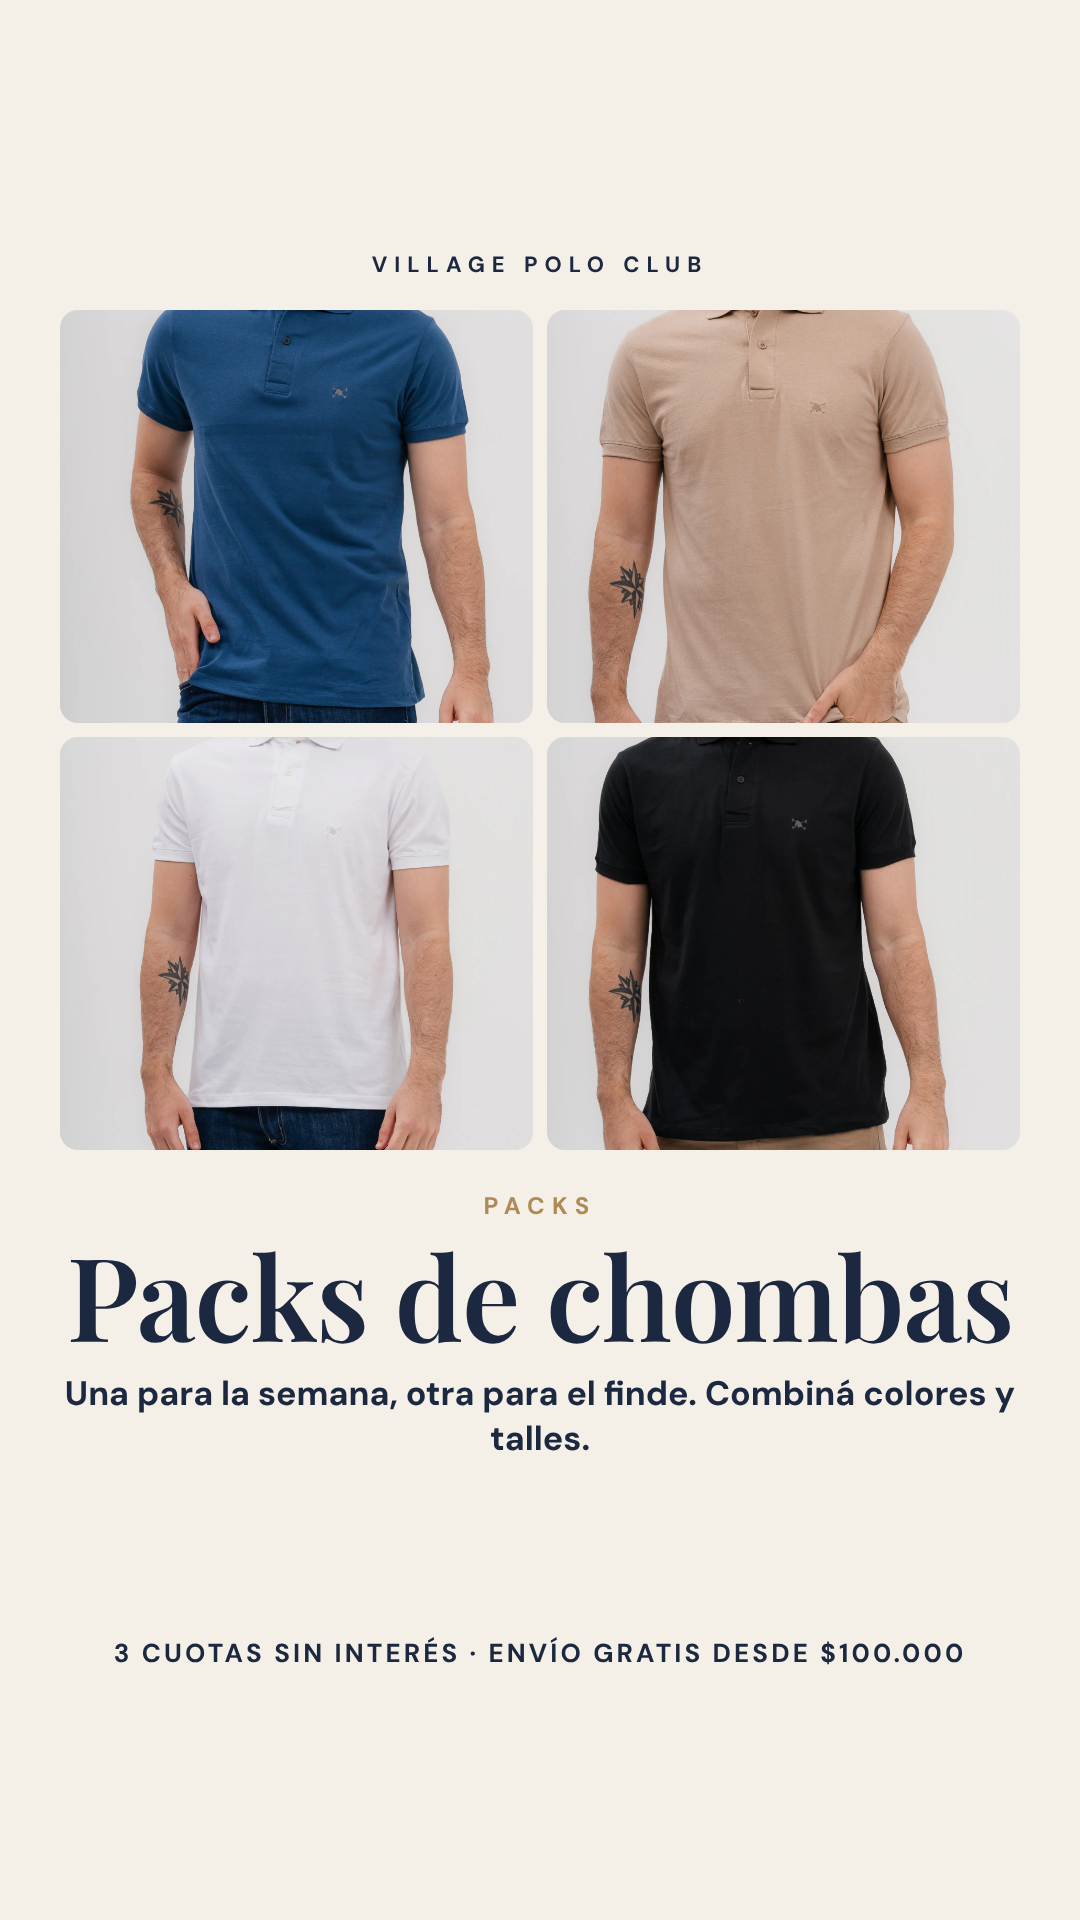 VILLAGE POLO CLUB
PACKS
Packs de chombas
Una para la semana, otra para el finde. Combiná colores y
talles.
3 CUOTAS SIN INTERÉS · ENVÍO GRATIS DESDE $100.000